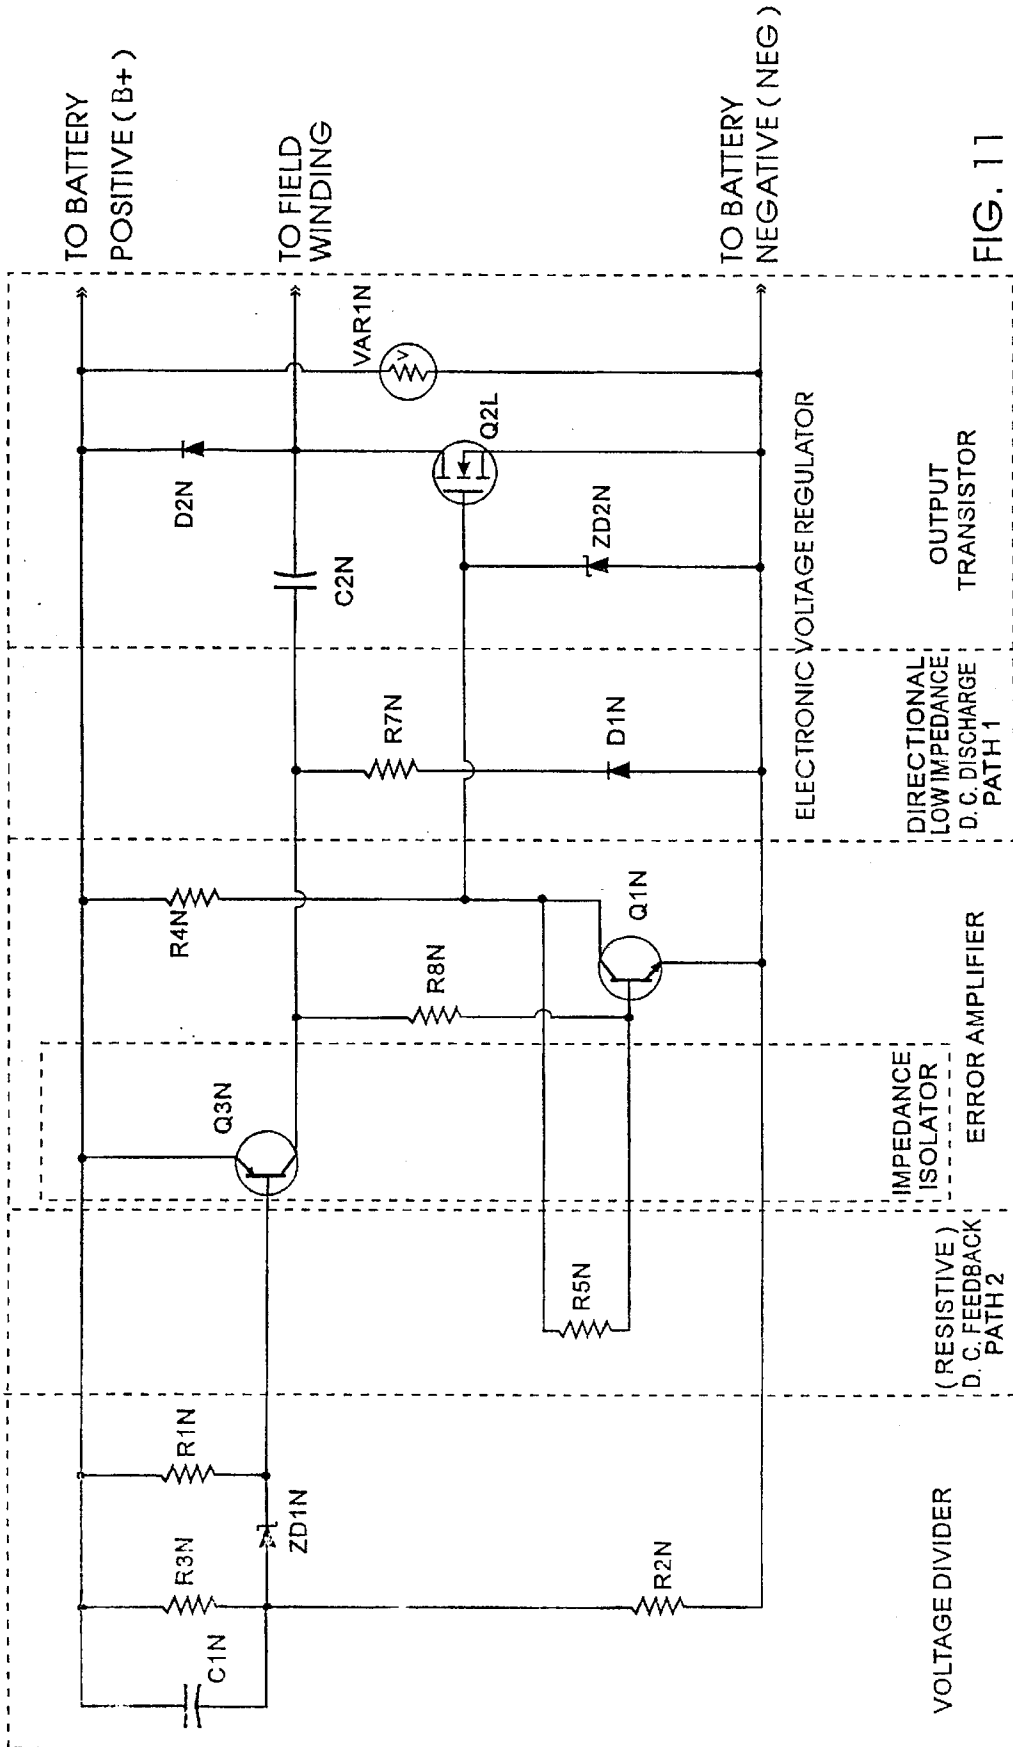 TO BATTERY
POSITIVE ( B+ )
TO FIELD
WINDING
TO BATTERY
NEGATIVE ( NEG )
FIG. 11
C1N
R3N
R1N
ZD1N
R2N
R5N
Q3N
R4N
R8N
Q1N
R7N
D1N
D2N
C2N
ZD2N
Q2L
VAR1N
V
ELECTRONIC VOLTAGE REGULATOR
VOLTAGE DIVIDER
( RESISTIVE )
D. C. FEEDBACK
PATH 2
IMPEDANCE
ISOLATOR
ERROR AMPLIFIER
DIRECTIONAL
LOW IMPEDANCE
D. C. DISCHARGE
PATH 1
OUTPUT
TRANSISTOR